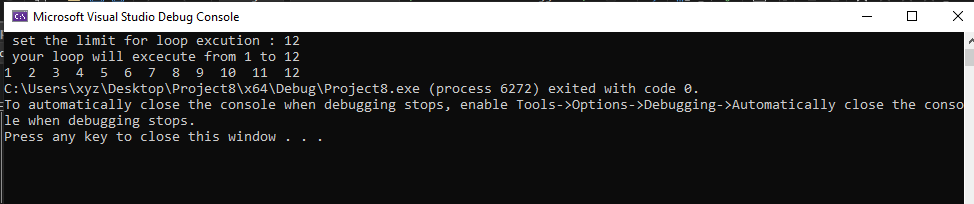 Microsoft Visual Studio Debug Console
set the limit for loop excution : 12
your loop will excecute from 1 to 12
1  2  3  4  5  6  7  8  9  10  11  12
C:\Users\xyz\Desktop\Project8\x64\Debug\Project8.exe (process 6272) exited with code 0.
To automatically close the console when debugging stops, enable Tools->Options->Debugging->Automatically close the conso
le when debugging stops.
Press any key to close this window . . .